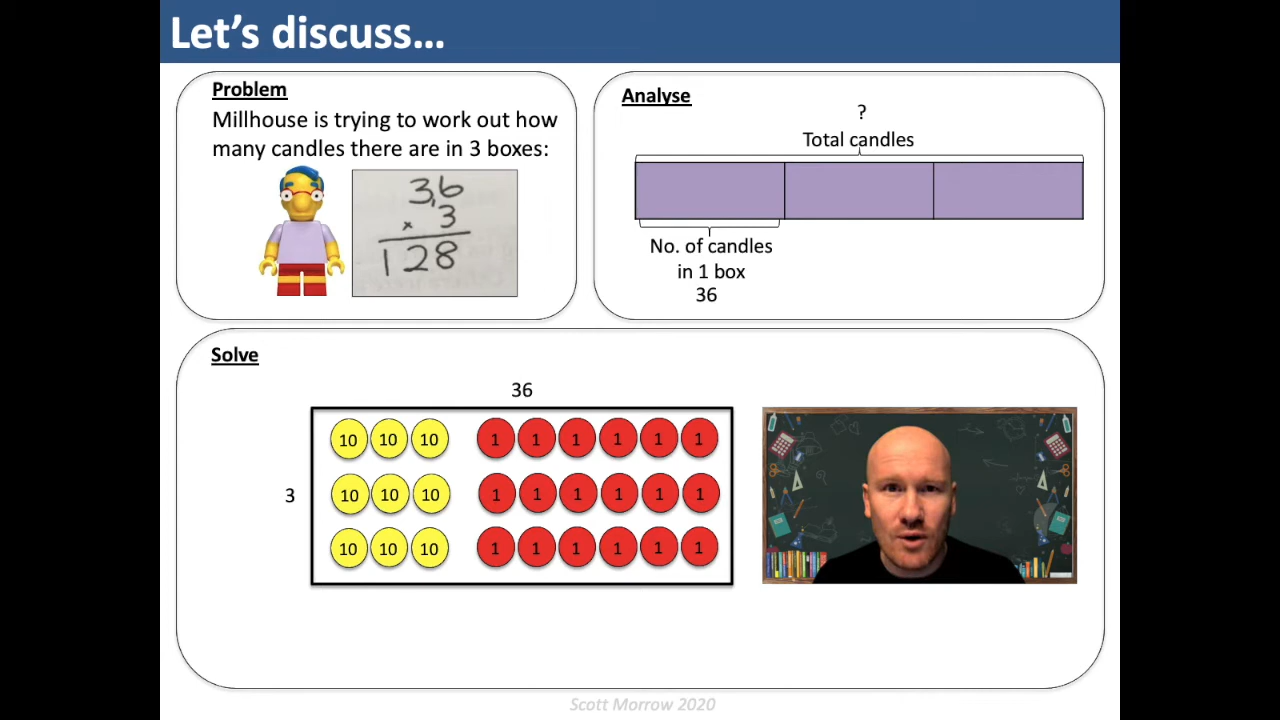 Let's discuss…
Problem
Millhouse is trying to work out how
many candles there are in 3 boxes:
3,6
× 3
128
Analyse
?
Total candles
No. of candles
in 1 box
36
Solve
36
3
10 10 10 1 1 1 1 1 1
10 10 10 1 1 1 1 1 1
10 10 10 1 1 1 1 1 1
Scott Morrow 2020